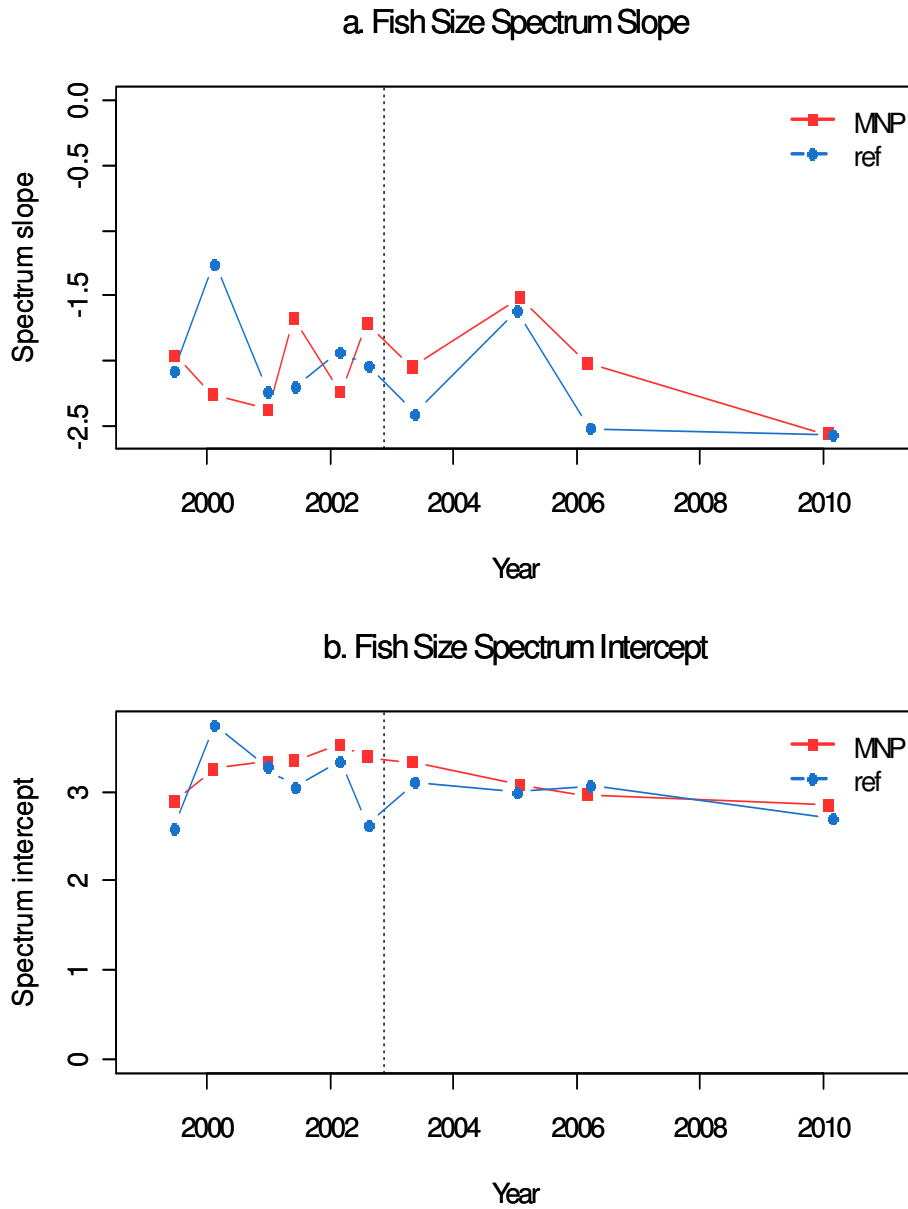 a. Fish Size Spectrum Slope
0.0
-0.5
-1.5
-2.5
Spectrum slope
MNP
ref
2000 2002 2004 2006 2008 2010
Year
b. Fish Size Spectrum Intercept
3
2
1
0
Spectrum intercept
MNP
ref
2000 2002 2004 2006 2008 2010
Year